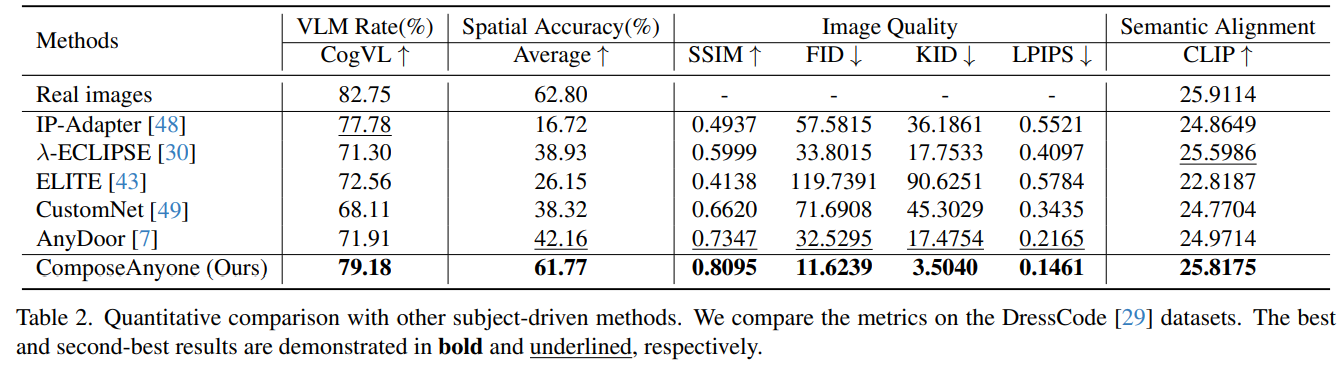 Methods VLM Rate(%) Spatial Accuracy(%) Image Quality Semantic Alignment
CogVL ↑ Average ↑ SSIM ↑ FID ↓ KID ↓ LPIPS ↓ CLIP ↑
Real images 82.75 62.80 - - - - 25.9114
IP-Adapter [48] 77.78 16.72 0.4937 57.5815 36.1861 0.5521 24.8649
λ-ECLIPSE [30] 71.30 38.93 0.5999 33.8015 17.7533 0.4097 25.5986
ELITE [43] 72.56 26.15 0.4138 119.7391 90.6251 0.5784 22.8187
CustomNet [49] 68.11 38.32 0.6620 71.6908 45.3029 0.3435 24.7704
AnyDoor [7] 71.91 42.16 0.7347 32.5295 17.4754 0.2165 24.9714
ComposeAnyone (Ours) 79.18 61.77 0.8095 11.6239 3.5040 0.1461 25.8175
Table 2. Quantitative comparison with other subject-driven methods. We compare the metrics on the DressCode [29] datasets. The best
and second-best results are demonstrated in bold and underlined, respectively.